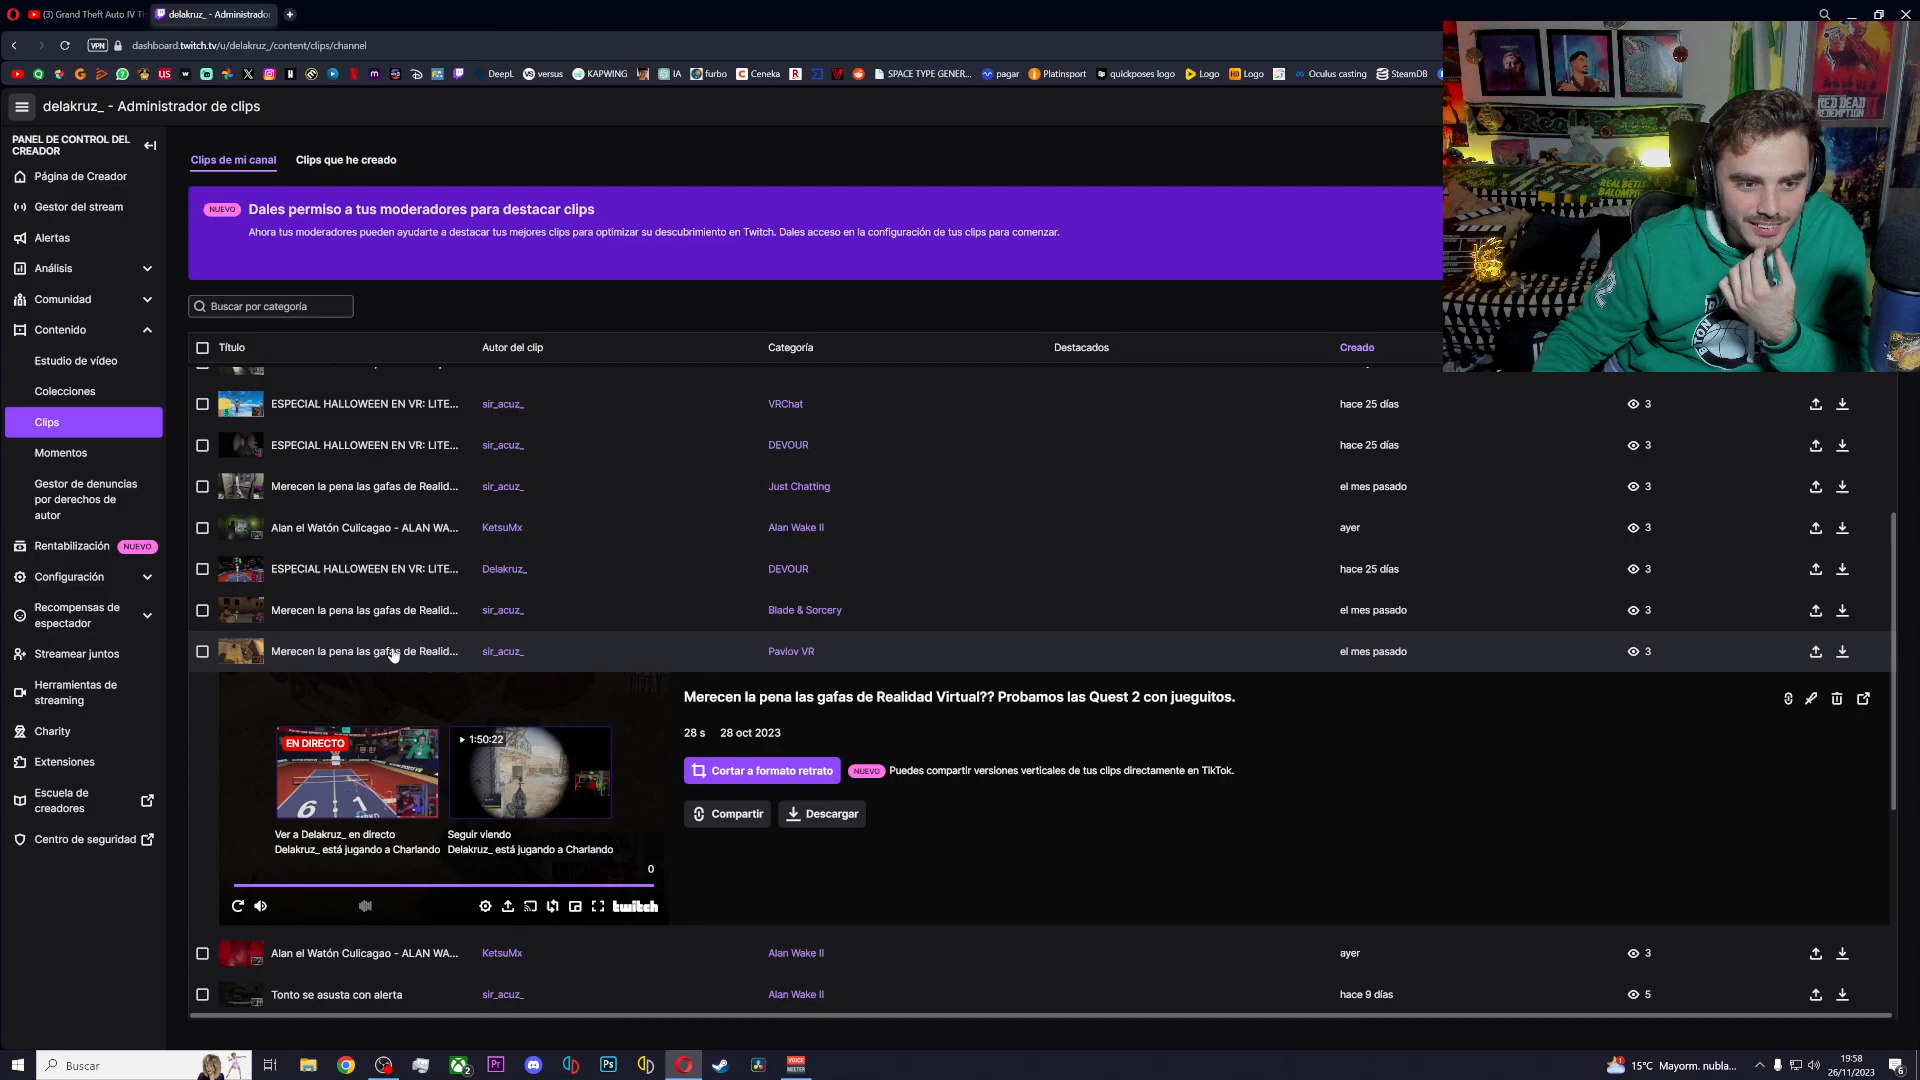 (3) Grand Theft Auto IV T
delakruz_ - Administrador
VPN
dashboard.twitch.tv/u/delakruz_/content/clips/channel
DeepL
versus
KAPWING
IA
furbo
Ceneka
SPACE TYPE GENER...
pagar
Platinsport
quickposes logo
Logo
Logo
Oculus casting
SteamDB
delakruz_ - Administrador de clips
PANEL DE CONTROL DEL
CREADOR
Página de Creador
Gestor del stream
Alertas
Análisis
Comunidad
Contenido
Estudio de vídeo
Colecciones
Clips
Momentos
Gestor de denuncias
por derechos de
autor
Rentabilización NUEVO
Configuración
Recompensas de
espectador
Streamear juntos
Herramientas de
streaming
Charity
Extensiones
Escuela de
creadores
Centro de seguridad
Clips de mi canal
Clips que he creado
NUEVO Dales permiso a tus moderadores para destacar clips
Ahora tus moderadores pueden ayudarte a destacar tus mejores clips para optimizar su descubrimiento en Twitch. Dales acceso en la configuración de tus clips para comenzar.
Buscar por categoría
Título Autor del clip Categoría Destacados Creado
ESPECIAL HALLOWEEN EN VR: LITE... sir_acuz_ VRChat hace 25 días 3
ESPECIAL HALLOWEEN EN VR: LITE... sir_acuz_ DEVOUR hace 25 días 3
Merecen la pena las gafas de Realid... sir_acuz_ Just Chatting el mes pasado 3
Alan el Watón Culicagao - ALAN WA... KetsuMx Alan Wake II ayer 3
ESPECIAL HALLOWEEN EN VR: LITE... Delakruz_ DEVOUR hace 25 días 3
Merecen la pena las gafas de Realid... sir_acuz_ Blade & Sorcery el mes pasado 3
Merecen la pena las gafas de Realid... sir_acuz_ Pavlov VR el mes pasado 3
Merecen la pena las gafas de Realidad Virtual?? Probamos las Quest 2 con jueguitos.
28 s 28 oct 2023
Cortar a formato retrato NUEVO Puedes compartir versiones verticales de tus clips directamente en TikTok.
Compartir
Descargar
EN DIRECTO
1:50:22
Ver a Delakruz_ en directo
Delakruz_ está jugando a Charlando
Seguir viendo
Delakruz_ está jugando a Charlando
0
twitch
Alan el Watón Culicagao - ALAN WA... KetsuMx Alan Wake II ayer 3
Tonto se asusta con alerta sir_acuz_ Alan Wake II hace 9 días 5
RED DEAD
REDEMPTION
Real Betis
REAL BETIS
BALOMPIÉ
Buscar
2
Pr
Ps
VOICE
MEETER
15°C Mayorm. nubla...
19:58
26/11/2023
6